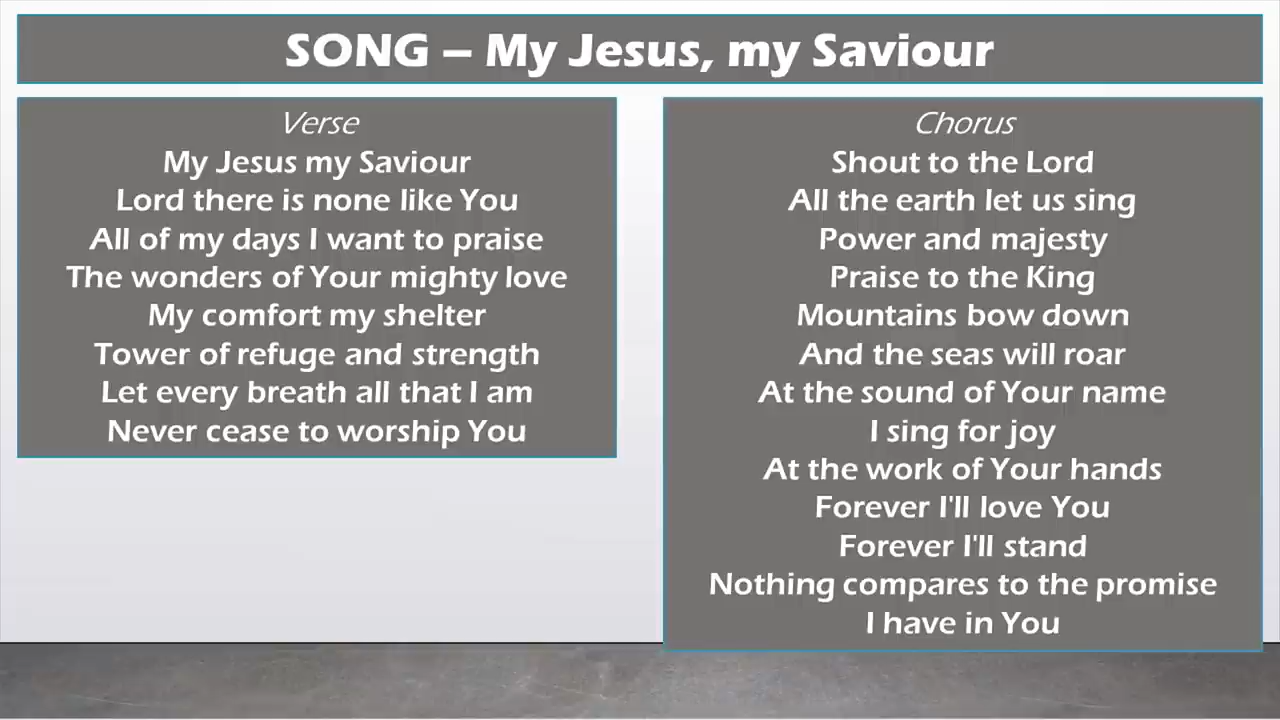 SONG – My Jesus, my Saviour
Verse
My Jesus my Saviour
Lord there is none like You
All of my days I want to praise
The wonders of Your mighty love
My comfort my shelter
Tower of refuge and strength
Let every breath all that I am
Never cease to worship You
Chorus
Shout to the Lord
All the earth let us sing
Power and majesty
Praise to the King
Mountains bow down
And the seas will roar
At the sound of Your name
I sing for joy
At the work of Your hands
Forever I'll love You
Forever I'll stand
Nothing compares to the promise
I have in You